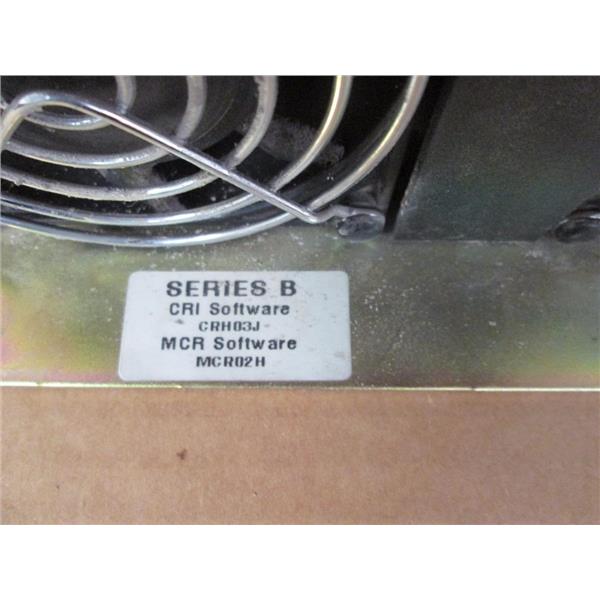 SERIES B
CRI Software
CRH03J
MCR Software
MCR02H